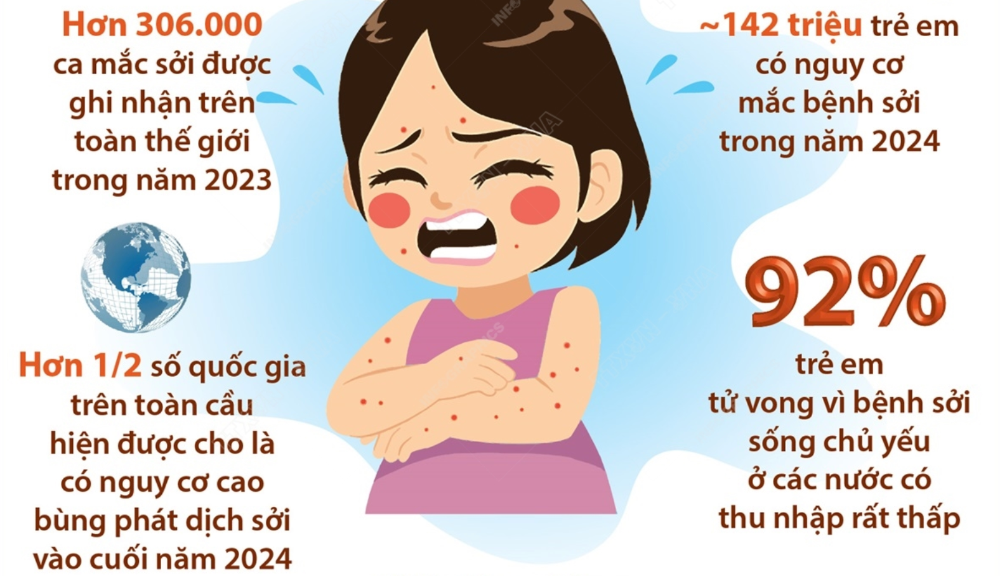 Hơn 306.000
ca mắc sởi được
ghi nhận trên
toàn thế giới
trong năm 2023
~142 triệu trẻ em
có nguy cơ
mắc bệnh sởi
trong năm 2024
Hơn 1/2 số quốc gia
trên toàn cầu
hiện được cho là
có nguy cơ cao
bùng phát dịch sởi
vào cuối năm 2024
92%
trẻ em
tử vong vì bệnh sởi
sống chủ yếu
ở các nước có
thu nhập rất thấp